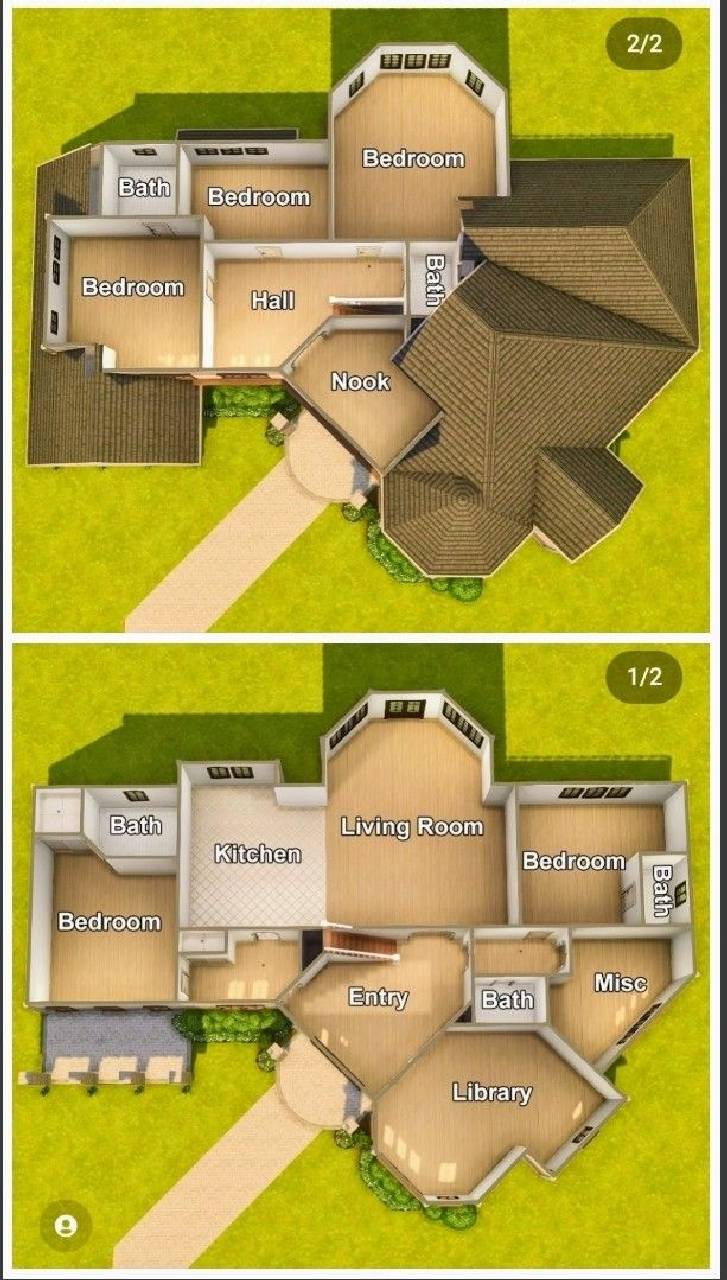 2/2
Bedroom
Bath
Bedroom
Bedroom
Hall
Bath
Nook
1/2
Bath
Living Room
Kitchen
Bedroom
Bath
Bedroom
Entry
Bath
Misc
Library